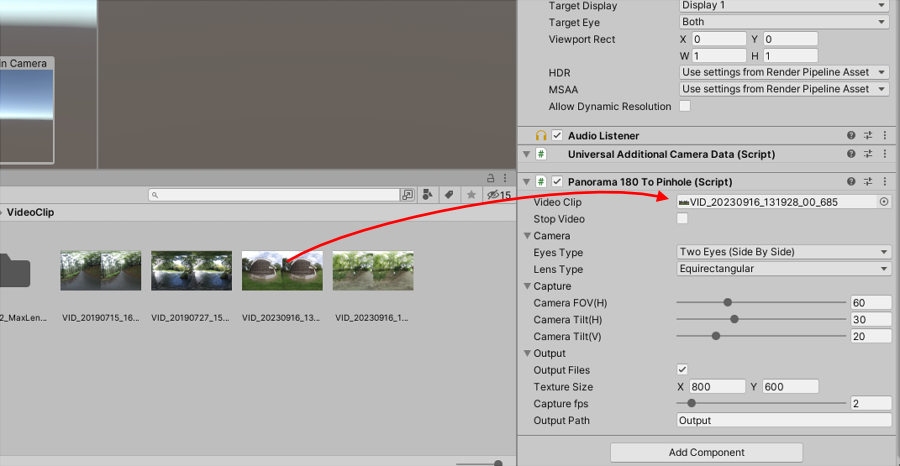 n Camera
15
VideoClip
2_MaxLen...
VID_20190715_16...
VID_20190727_15...
VID_20230916_13...
VID_20230916_1...
Target Display Display 1
Target Eye Both
Viewport Rect X 0 Y 0
W 1 H 1
HDR Use settings from Render Pipeline Asset
MSAA Use settings from Render Pipeline Asset
Allow Dynamic Resolution
Audio Listener
# Universal Additional Camera Data (Script)
# Panorama 180 To Pinhole (Script)
Video Clip VID_20230916_131928_00_685
Stop Video
Camera
Eyes Type Two Eyes (Side By Side)
Lens Type Equirectangular
Capture
Camera FOV(H) 60
Camera Tilt(H) 30
Camera Tilt(V) 20
Output
Output Files
Texture Size X 800 Y 600
Capture fps 2
Output Path Output
Add Component